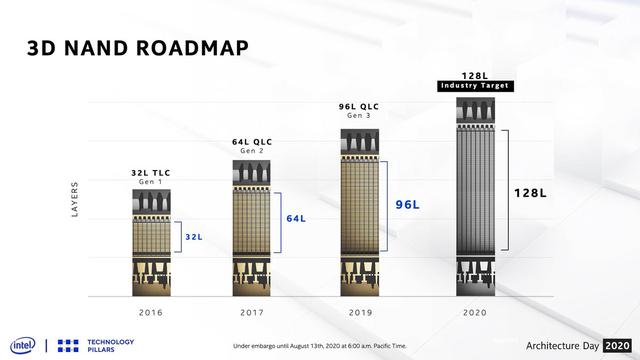 3D NAND ROADMAP
128L
Industry Target
96L QLC
Gen 3
64L QLC
Gen 2
32L TLC
Gen 1
LAYERS
32L
64L
96L
128L
2016
2017
2019
2020
intel
TECHNOLOGY
PILLARS
Under embargo until August 13th, 2020 at 6:00 a.m. Pacific Time.
Architecture Day 2020